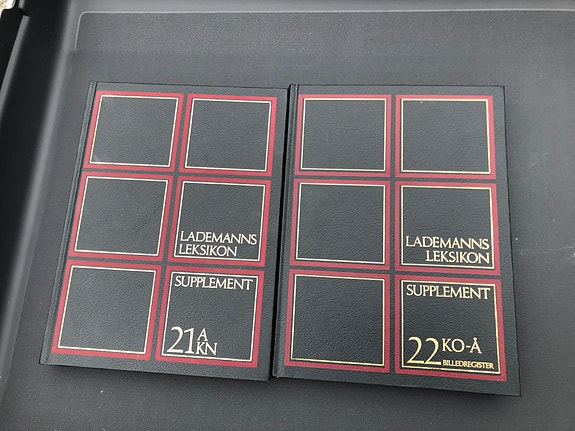 LADEMANNS
LEKSIKON
SUPPLEMENT
21 A
KN
LADEMANNS
LEKSIKON
SUPPLEMENT
22 KO-Å
BILLEDREGISTER